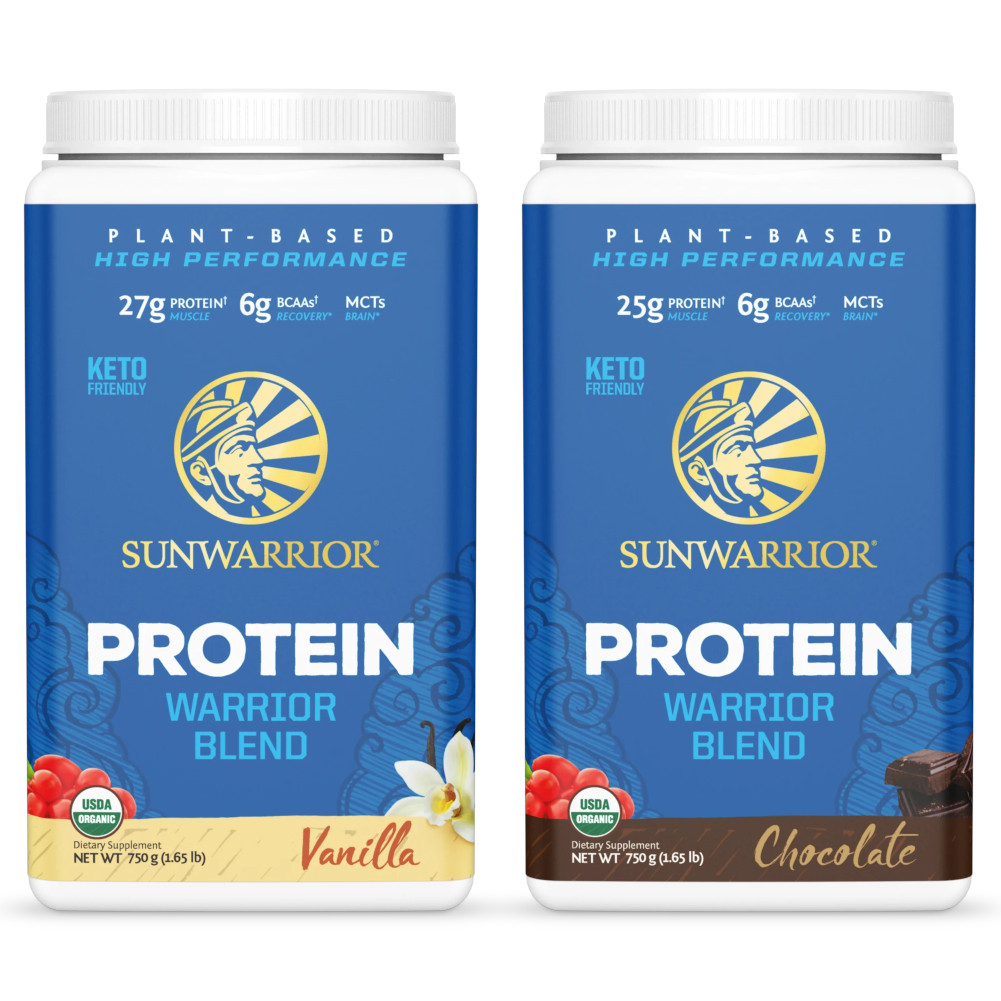 PLANT-BASED
HIGH PERFORMANCE
27g PROTEIN† MUSCLE 6g BCAAs† RECOVERY* MCTs BRAIN*
KETO
FRIENDLY
SUNWARRIOR®
PROTEIN
WARRIOR
BLEND
USDA
ORGANIC
Dietary Supplement
NET WT 750 g (1.65 lb)
Vanilla
PLANT-BASED
HIGH PERFORMANCE
25g PROTEIN† MUSCLE 6g BCAAs† RECOVERY* MCTs BRAIN*
KETO
FRIENDLY
SUNWARRIOR®
PROTEIN
WARRIOR
BLEND
USDA
ORGANIC
Dietary Supplement
NET WT 750 g (1.65 lb)
Chocolate